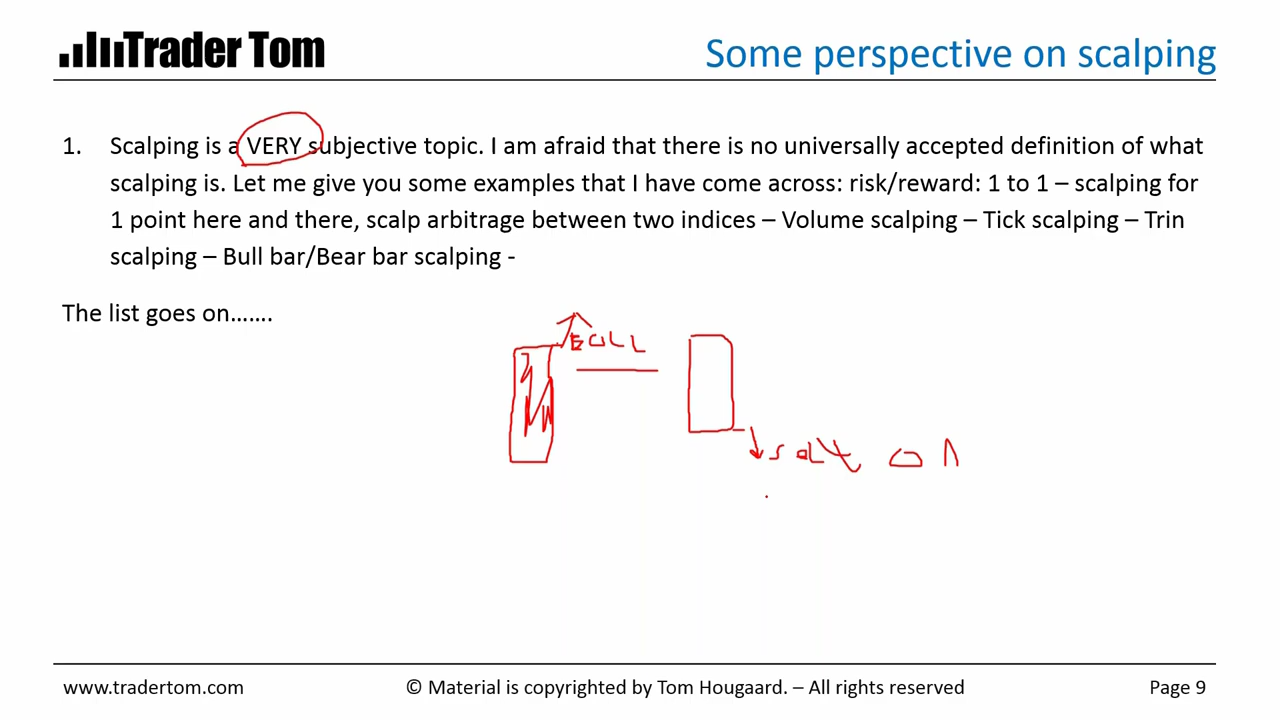 Trader Tom
Some perspective on scalping
1. Scalping is a VERY subjective topic. I am afraid that there is no universally accepted definition of what
scalping is. Let me give you some examples that I have come across: risk/reward: 1 to 1 – scalping for
1 point here and there, scalp arbitrage between two indices – Volume scalping – Tick scalping – Trin
scalping – Bull bar/Bear bar scalping -
The list goes on…….
www.tradertom.com
© Material is copyrighted by Tom Hougaard. – All rights reserved
Page 9